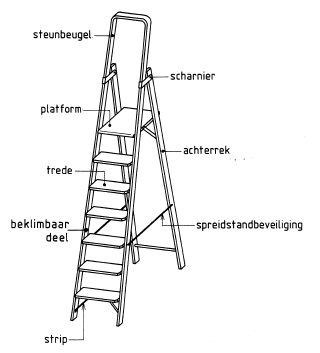 steunbeugel
scharnier
platform
achterrek
trede
beklimbaar
deel
spreidstandbeveiliging
strip